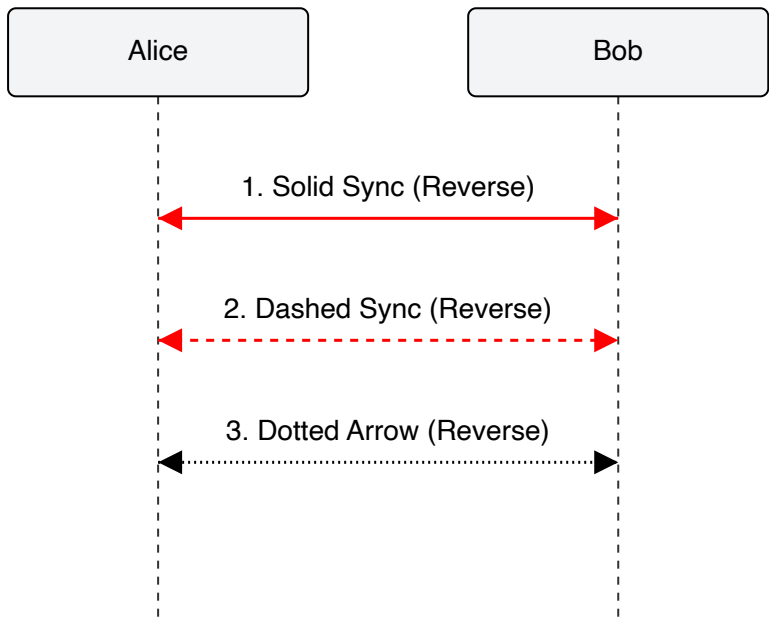 Alice
Bob
1. Solid Sync (Reverse)
2. Dashed Sync (Reverse)
3. Dotted Arrow (Reverse)